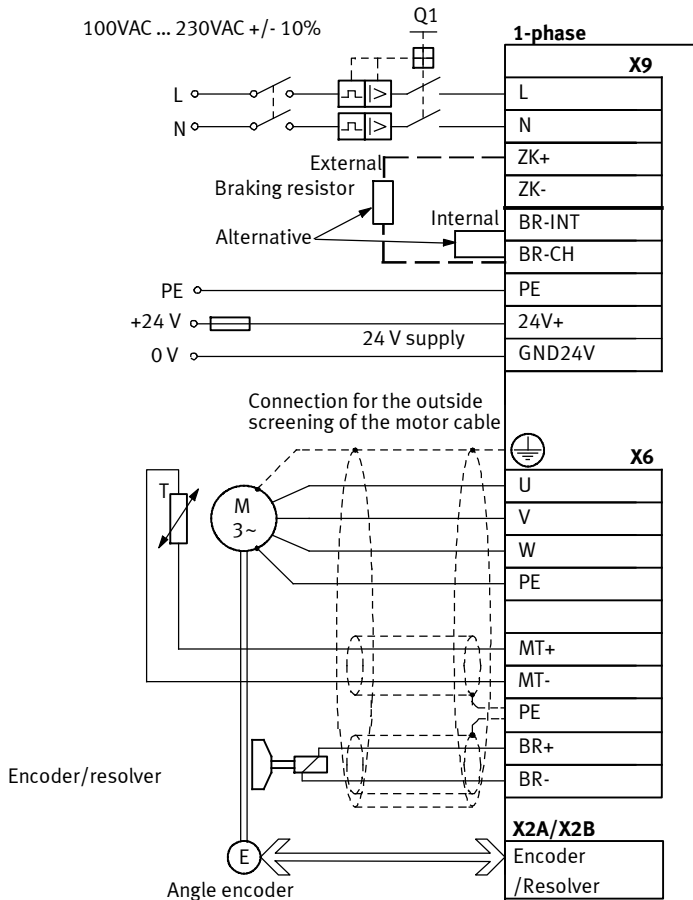 100VAC ... 230VAC +/- 10%
Q1
1-phase
X9
L
L
N
N
External
ZK+
Braking resistor
ZK-
Internal
BR-INT
Alternative
BR-CH
PE
PE
+24 V
24V+
24 V supply
0 V
GND24V
Connection for the outside
screening of the motor cable
X6
T
M
3~
U
V
W
PE
MT+
MT-
PE
BR+
BR-
Encoder/resolver
X2A/X2B
E
Encoder
/Resolver
Angle encoder